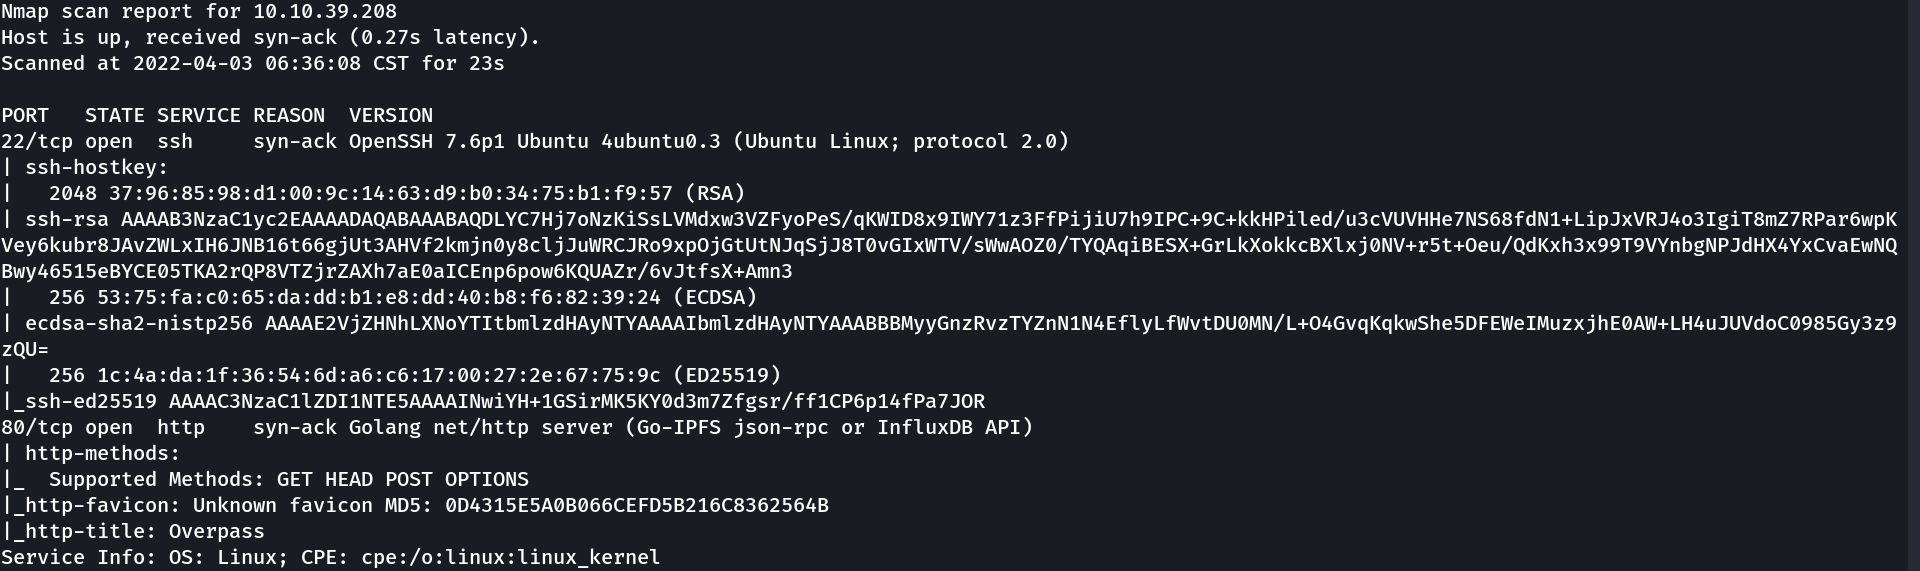 Nmap scan report for 10.10.39.208
Host is up, received syn-ack (0.27s latency).
Scanned at 2022-04-03 06:36:08 CST for 23s
PORT   STATE SERVICE REASON  VERSION
22/tcp open  ssh     syn-ack OpenSSH 7.6p1 Ubuntu 4ubuntu0.3 (Ubuntu Linux; protocol 2.0)
| ssh-hostkey:
|   2048 37:96:85:98:d1:00:9c:14:63:d9:b0:34:75:b1:f9:57 (RSA)
| ssh-rsa AAAAB3NzaC1yc2EAAAADAQABAAABAQDLYC7Hj7oNzKiSsLVMdxw3VZFyoPeS/qKWID8x9IWY71z3FfPijiU7h9IPC+9C+kkHPiled/u3cVUVHHe7NS68fdN1+LipJxVRJ4o3IgiT8mZ7RPar6wpK
Vey6kubr8JAvZWLxIH6JNB16t66gjUt3AHVf2kmjn0y8cljJuWRCJRo9xpOjGtUtNJqSjJ8T0vGIxWTV/sWwAOZ0/TYQAqiBESX+GrLkXokkcBXlxj0NV+r5t+Oeu/QdKxh3x99T9VYnbgNPJdHX4YxCvaEwNQ
Bwy46515eBYCE05TKA2rQP8VTZjrZAXh7aE0aICEnp6pow6KQUAZr/6vJtfsX+Amn3
|   256 53:75:fa:c0:65:da:dd:b1:e8:dd:40:b8:f6:82:39:24 (ECDSA)
| ecdsa-sha2-nistp256 AAAAE2VjZHNhLXNoYTItbmlzdHAyNTYAAAAIbmlzdHAyNTYAAABBBMyyGnzRvzTYZnN1N4EflyLfWvtDU0MN/L+O4GvqKqkwShe5DFEWeIMuzxjhE0AW+LH4uJUVdoC0985Gy3z9
zQU=
|   256 1c:4a:da:1f:36:54:6d:a6:c6:17:00:27:2e:67:75:9c (ED25519)
|_ssh-ed25519 AAAAC3NzaC1lZDI1NTE5AAAAINwiYH+1GSirMK5KY0d3m7Zfgsr/ff1CP6p14fPa7JOR
80/tcp open  http    syn-ack Golang net/http server (Go-IPFS json-rpc or InfluxDB API)
| http-methods:
|_  Supported Methods: GET HEAD POST OPTIONS
|_http-favicon: Unknown favicon MD5: 0D4315E5A0B066CEFD5B216C8362564B
|_http-title: Overpass
Service Info: OS: Linux; CPE: cpe:/o:linux:linux_kernel